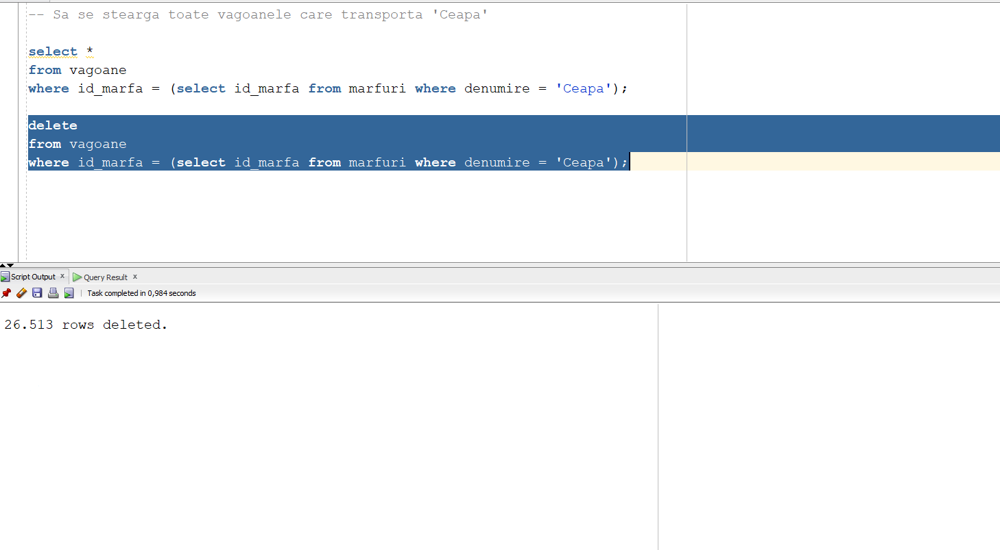 -- Sa se stearga toate vagoanele care transporta 'Ceapa'
select *
from vagoane
where id_marfa = (select id_marfa from marfuri where denumire = 'Ceapa');
delete
from vagoane
where id_marfa = (select id_marfa from marfuri where denumire = 'Ceapa');
Script Output x Query Result x
Task completed in 0,984 seconds
26.513 rows deleted.